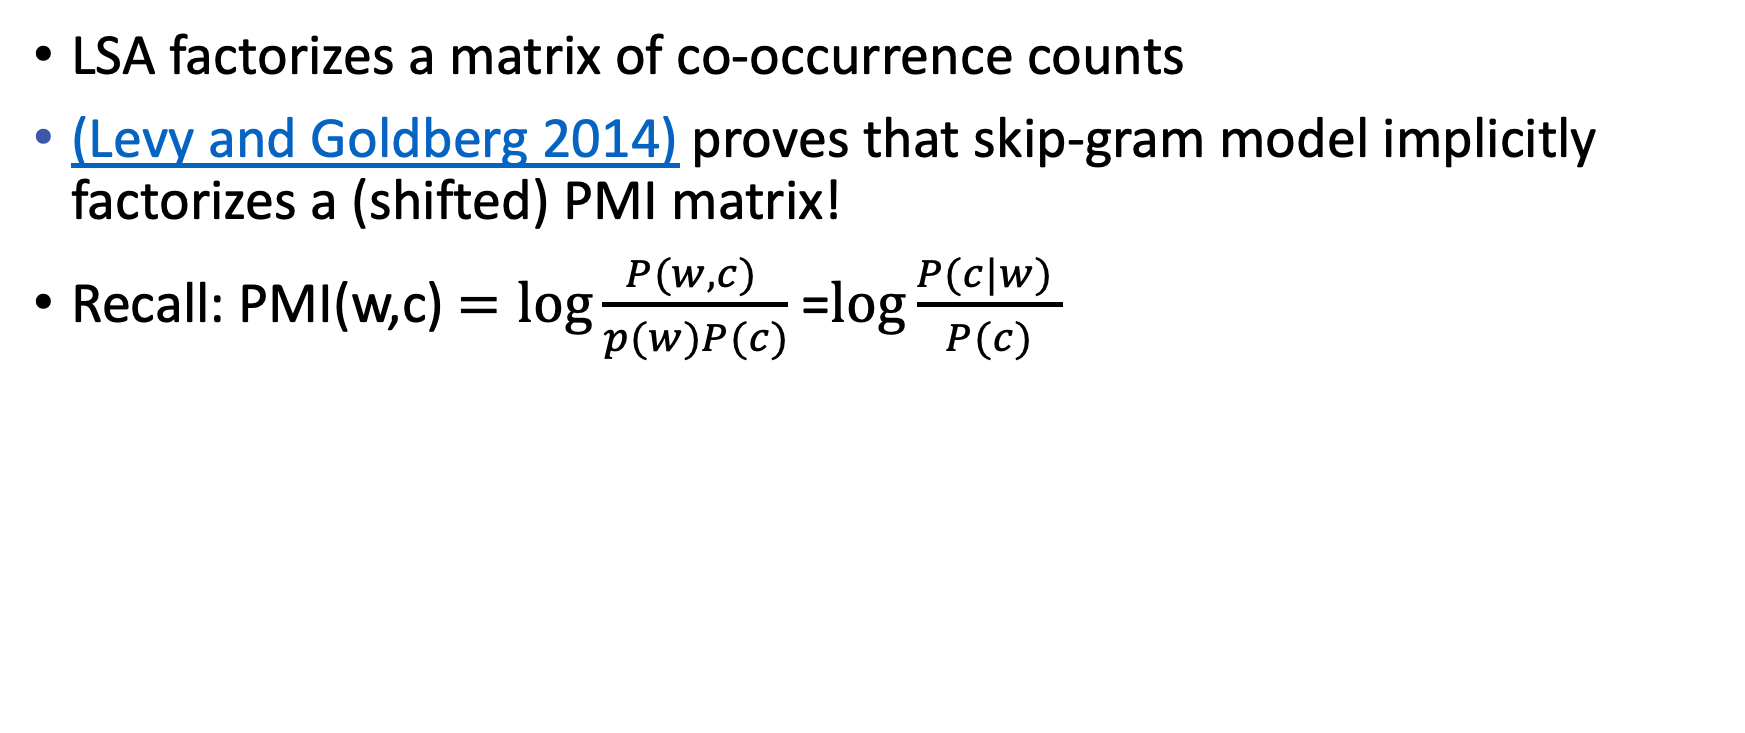 • LSA factorizes a matrix of co-occurrence counts
• (Levy and Goldberg 2014) proves that skip-gram model implicitly
factorizes a (shifted) PMI matrix!
• Recall: PMI(w,c) = log P(w,c)/p(w)P(c) =log P(c|w)/P(c)